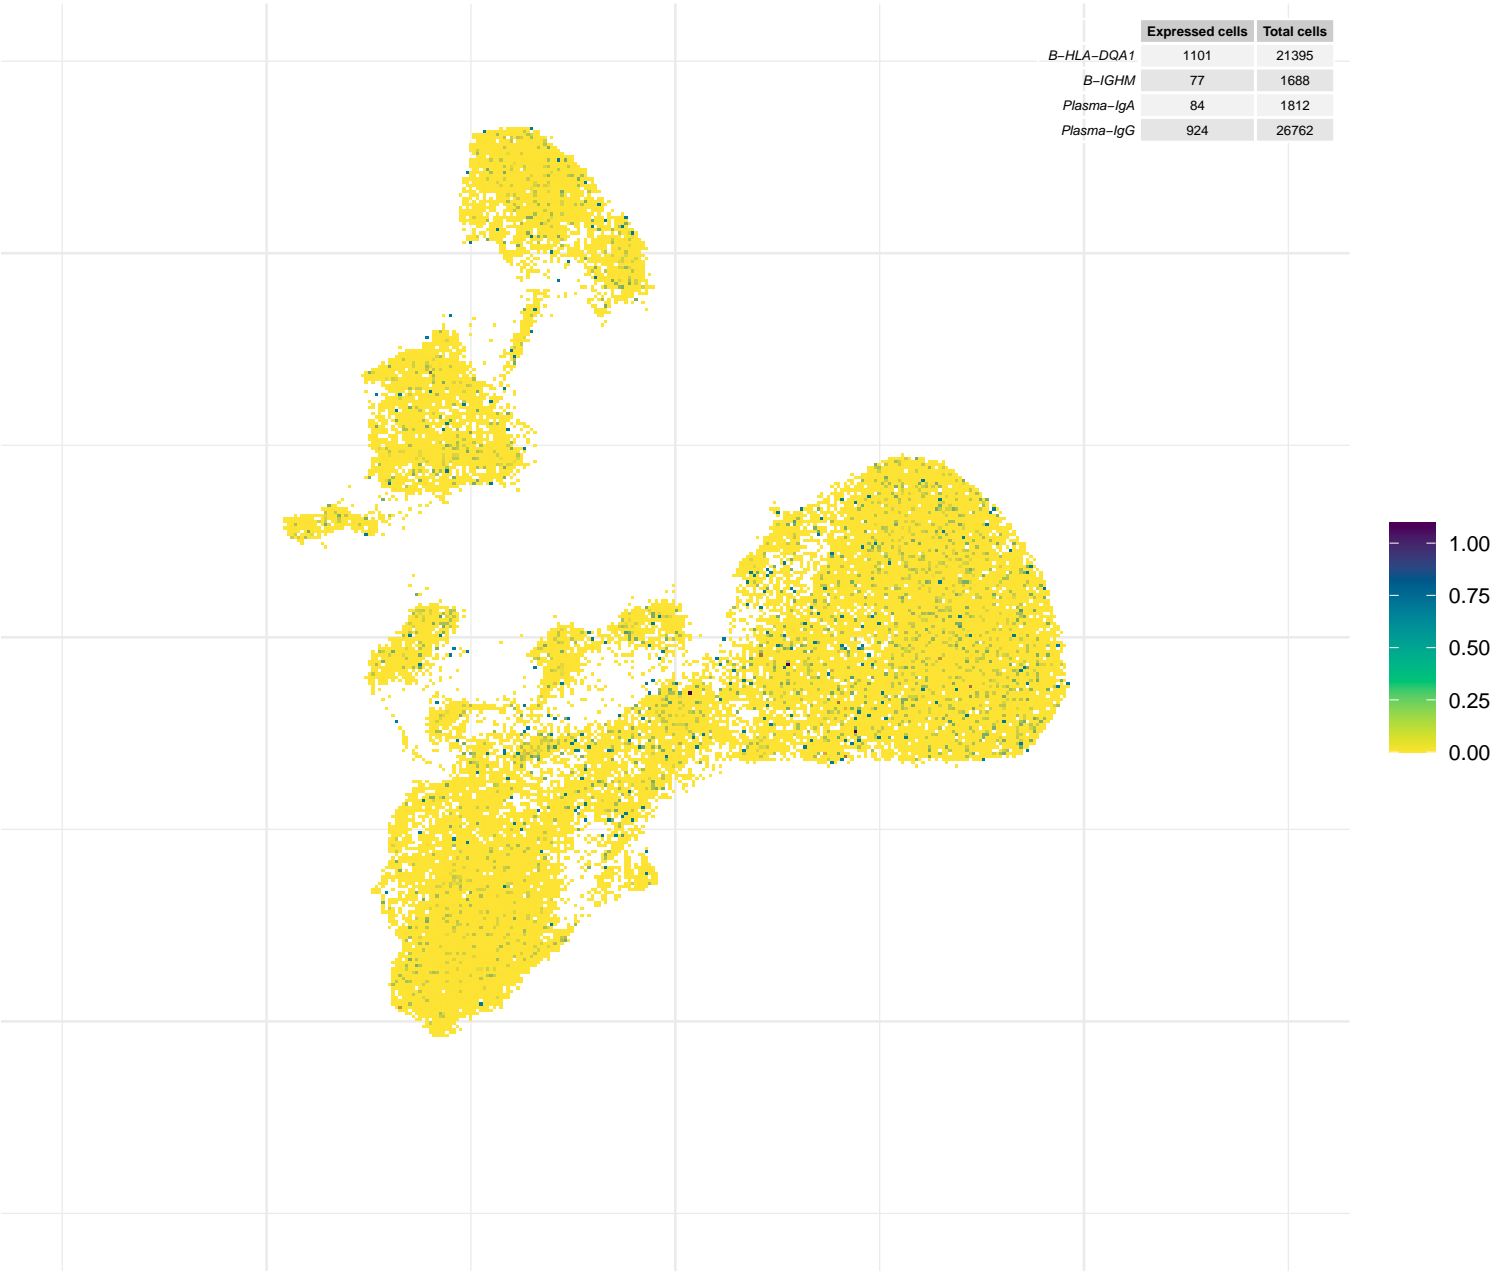 Expressed cells Total cells
B−HLA−DQA1 1101 21395
B−IGHM 77 1688
Plasma−IgA 84 1812
Plasma−IgG 924 26762
1.00
0.75
0.50
0.25
0.00